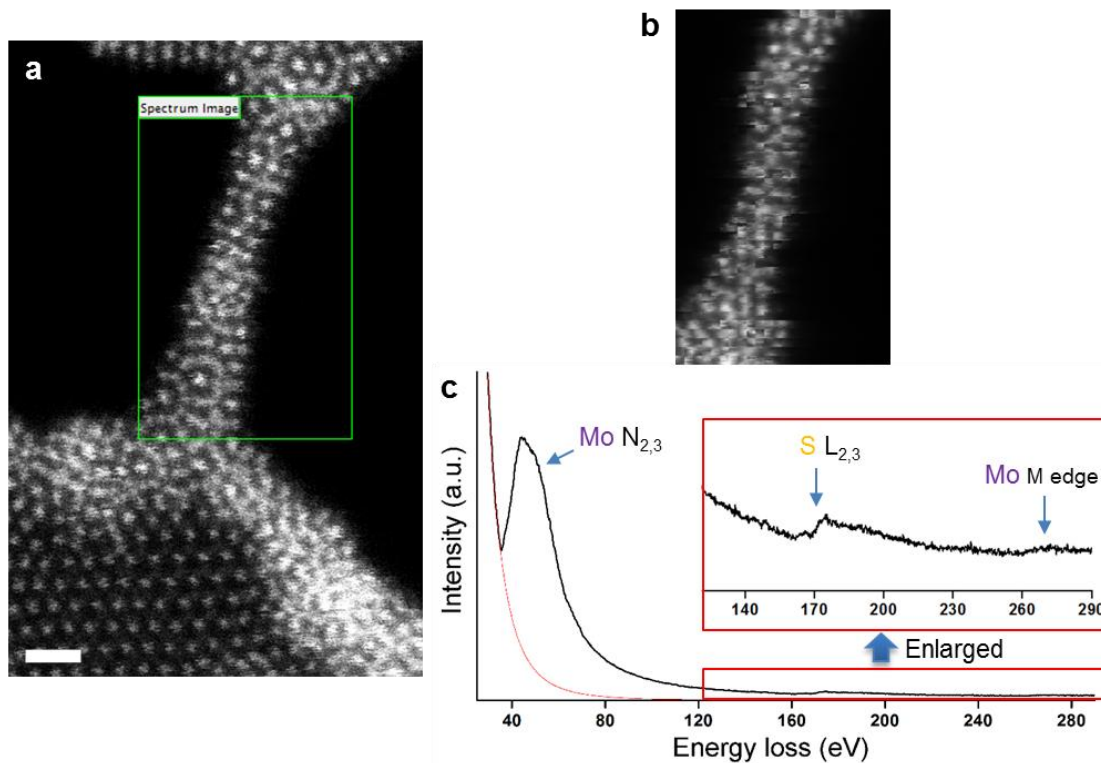 a
Spectrum Image
b
c
Mo N2,3
S L2,3
Mo M edge
140 170 200 230 260 290
Enlarged
Intensity (a.u.)
40 80 120 160 200 240 280
Energy loss (eV)